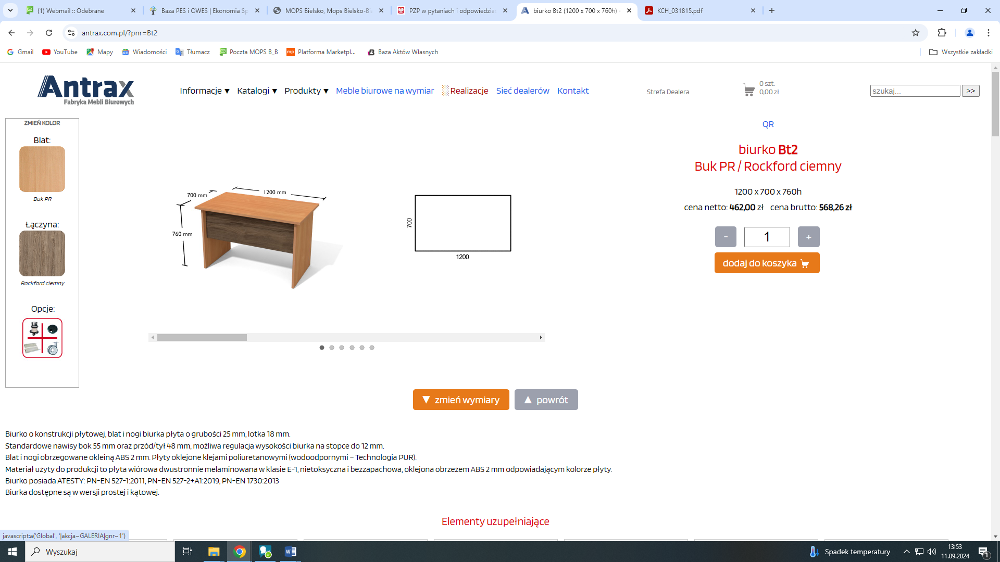 (1) Webmail :: Odebrane
Baza PES i OWES | Ekonomia Sp
MOPS Bielsko, Mops Bielsko-Bia
PZP w pytaniach i odpowiedziac
biurko Bt2 (1200 x 700 x 760h)
KCH_031815.pdf
antrax.com.pl/?pnr=Bt2
Gmail
YouTube
Mapy
Wiadomości
Tłumacz
Poczta MOPS B_B
Platforma Marketpl...
Baza Aktów Własnych
Wszystkie zakładki
Antrax
Fabryka Mebli Biurowych
Informacje ▼
Katalogi ▼
Produkty ▼
Meble biurowe na wymiar
Realizacje
Sieć dealerów
Kontakt
Strefa Dealera
0 szt.
0,00 zł
szukaj...
>>
ZMIEŃ KOLOR
Blat:
Buk PR
Łączyna:
Rockford ciemny
Opcje:
700 mm
1200 mm
760 mm
700
1200
QR
biurko Bt2
Buk PR / Rockford ciemny
1200 x 700 x 760h
cena netto: 462,00 zł cena brutto: 568,26 zł
-
1
+
dodaj do koszyka
▼ zmień wymiary
▲ powrót
Biurko o konstrukcji płytowej, blat i nogi biurka płyta o grubości 25 mm, lotka 18 mm.
Standardowe nawisy bok 55 mm oraz przód/tył 48 mm, możliwa regulacja wysokości biurka na stopce do 12 mm.
Blat i nogi obrzegowane okleiną ABS 2 mm. Płyty oklejone klejami poliuretanowymi (wodoodpornymi – Technologia PUR).
Materiał użyty do produkcji to płyta wiórowa dwustronnie melaminowana w klasie E-1, nietoksyczna i bezzapachowa, oklejona obrzeżem ABS 2 mm odpowiadającym kolorze płyty.
Biurko posiada ATESTY: PN-EN 527-1:2011, PN-EN 527-2+A1:2019, PN-EN 1730:2013
Biurka dostępne są w wersji prostej i kątowej.
Elementy uzupełniające
javascript:a('Global', '|akcja~GALERIA|gnr~1')
Wyszukaj
Spadek temperatury
13:53
11.09.2024
1